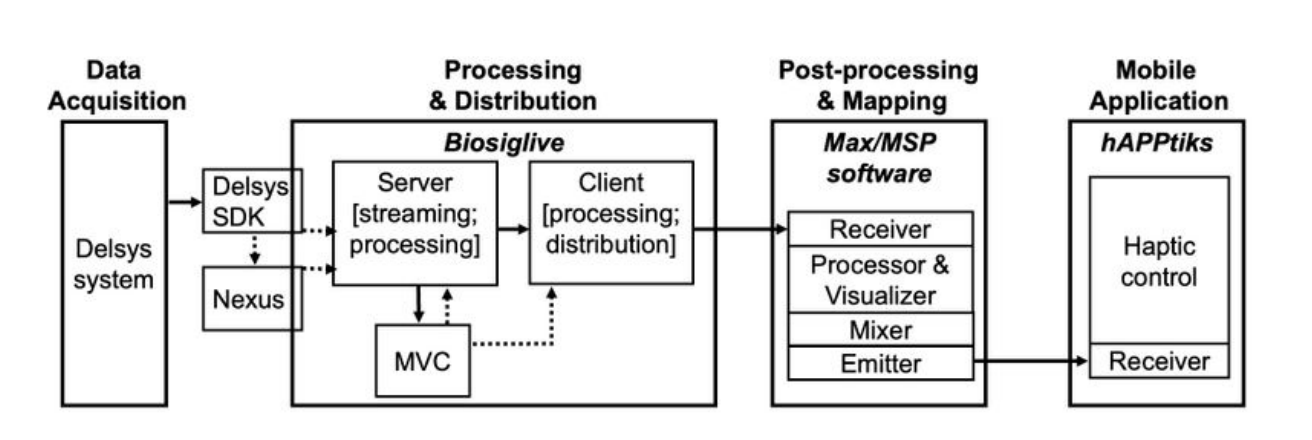 Data
Acquisition
Processing
& Distribution
Post-processing
& Mapping
Mobile
Application
Delsys
system
Delsys
SDK
Nexus
Biosiglive
Server
[streaming;
processing]
Client
[processing;
distribution]
MVC
Max/MSP
software
Receiver
Processor &
Visualizer
Mixer
Emitter
hAPPtiks
Haptic
control
Receiver